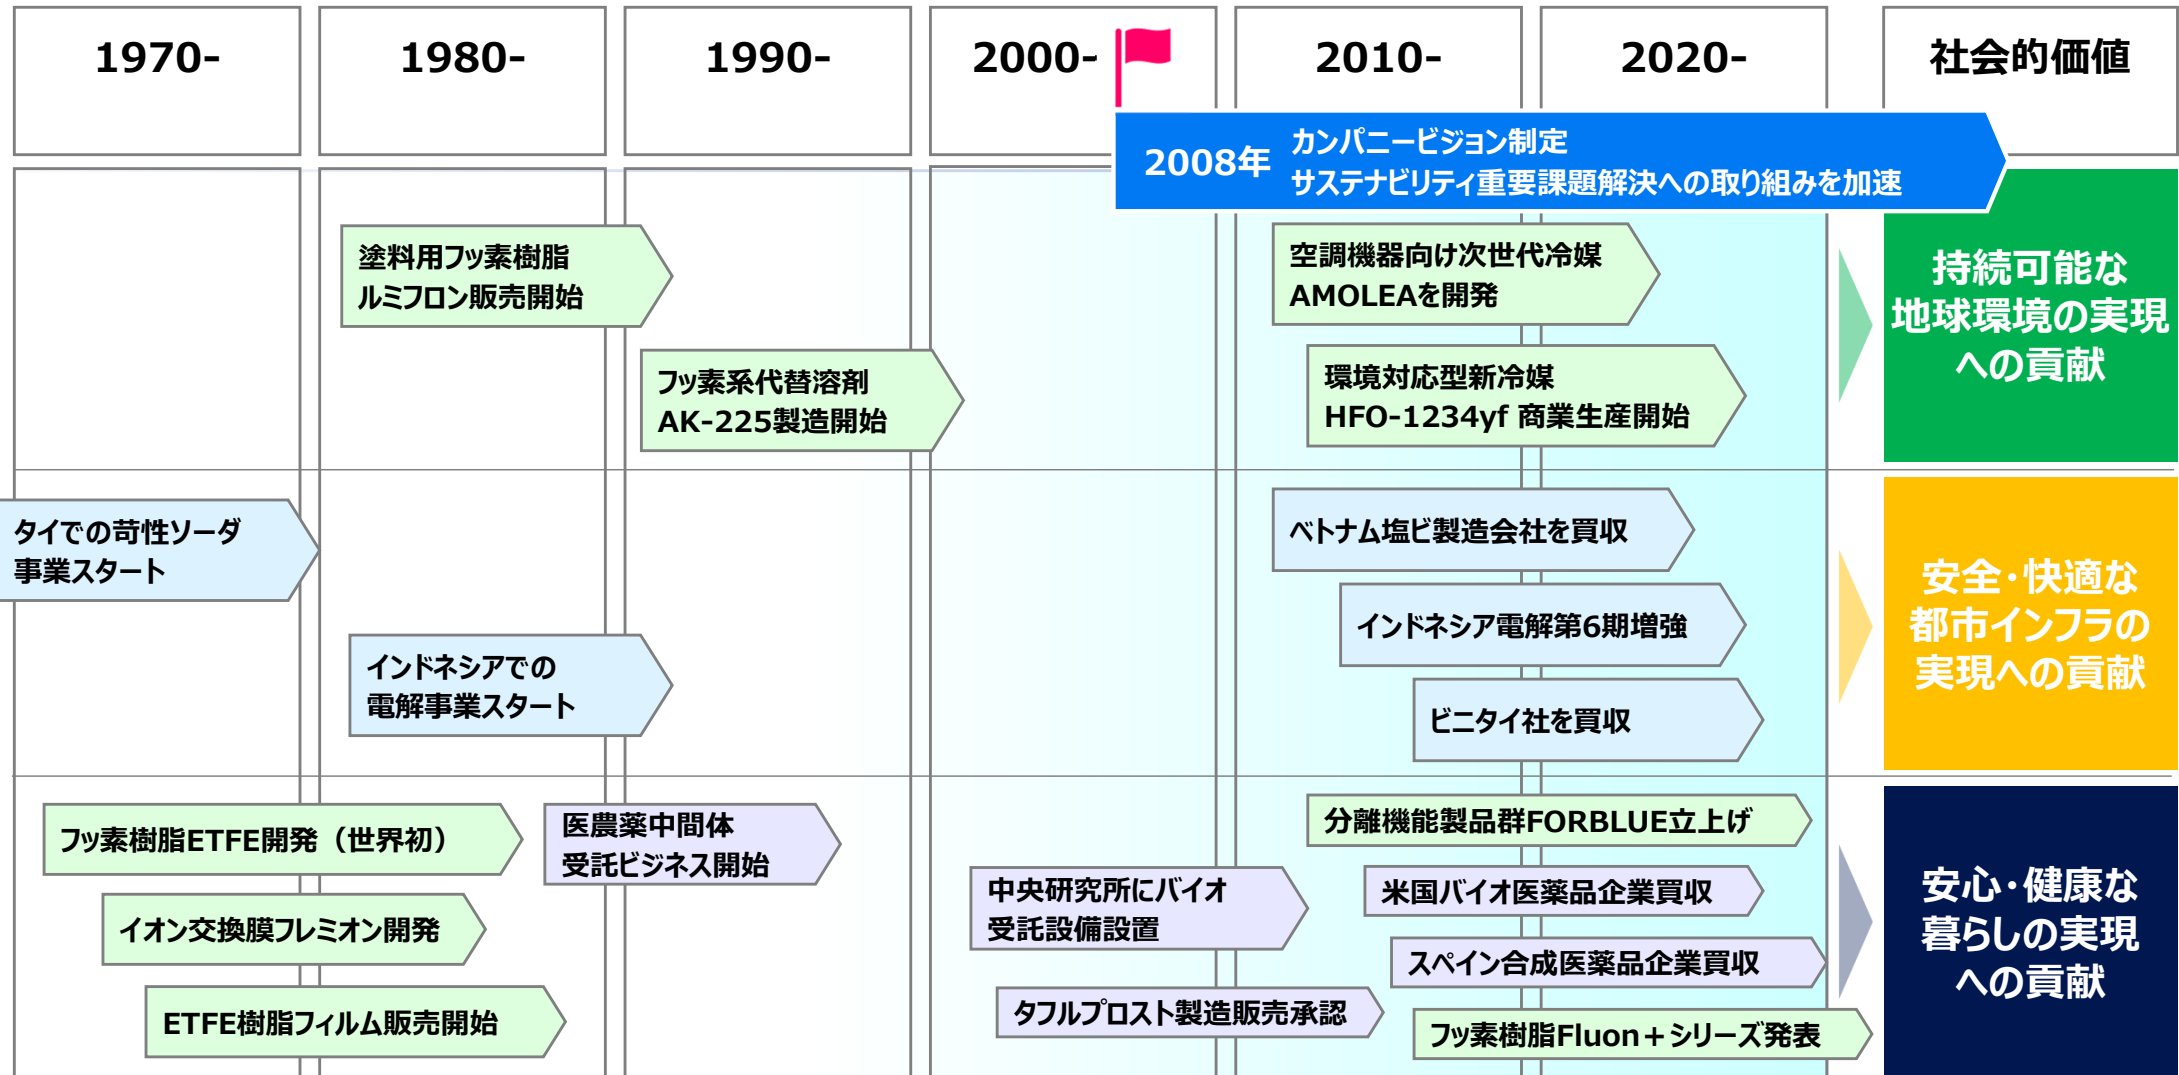 1970-
1980-
1990-
2000-
2010-
2020-
社会的価値
2008年
カンパニービジョン制定
サステナビリティ重要課題解決への取り組みを加速
塗料用フッ素樹脂
ルミフロン販売開始
フッ素系代替溶剤
AK-225製造開始
空調機器向け次世代冷媒
AMOLEAを開発
環境対応型新冷媒
HFO-1234yf 商業生産開始
持続可能な
地球環境の実現
への貢献
タイでの苛性ソーダ
事業スタート
インドネシアでの
電解事業スタート
ベトナム塩ビ製造会社を買収
インドネシア電解第6期増強
ビニタイ社を買収
安全・快適な
都市インフラの
実現への貢献
フッ素樹脂ETFE開発（世界初）
イオン交換膜フレミオン開発
ETFE樹脂フィルム販売開始
医農薬中間体
受託ビジネス開始
中央研究所にバイオ
受託設備設置
タフルプロスト製造販売承認
分離機能製品群FORBLUE立上げ
米国バイオ医薬品企業買収
スペイン合成医薬品企業買収
フッ素樹脂Fluon＋シリーズ発表
安心・健康な
暮らしの実現
への貢献